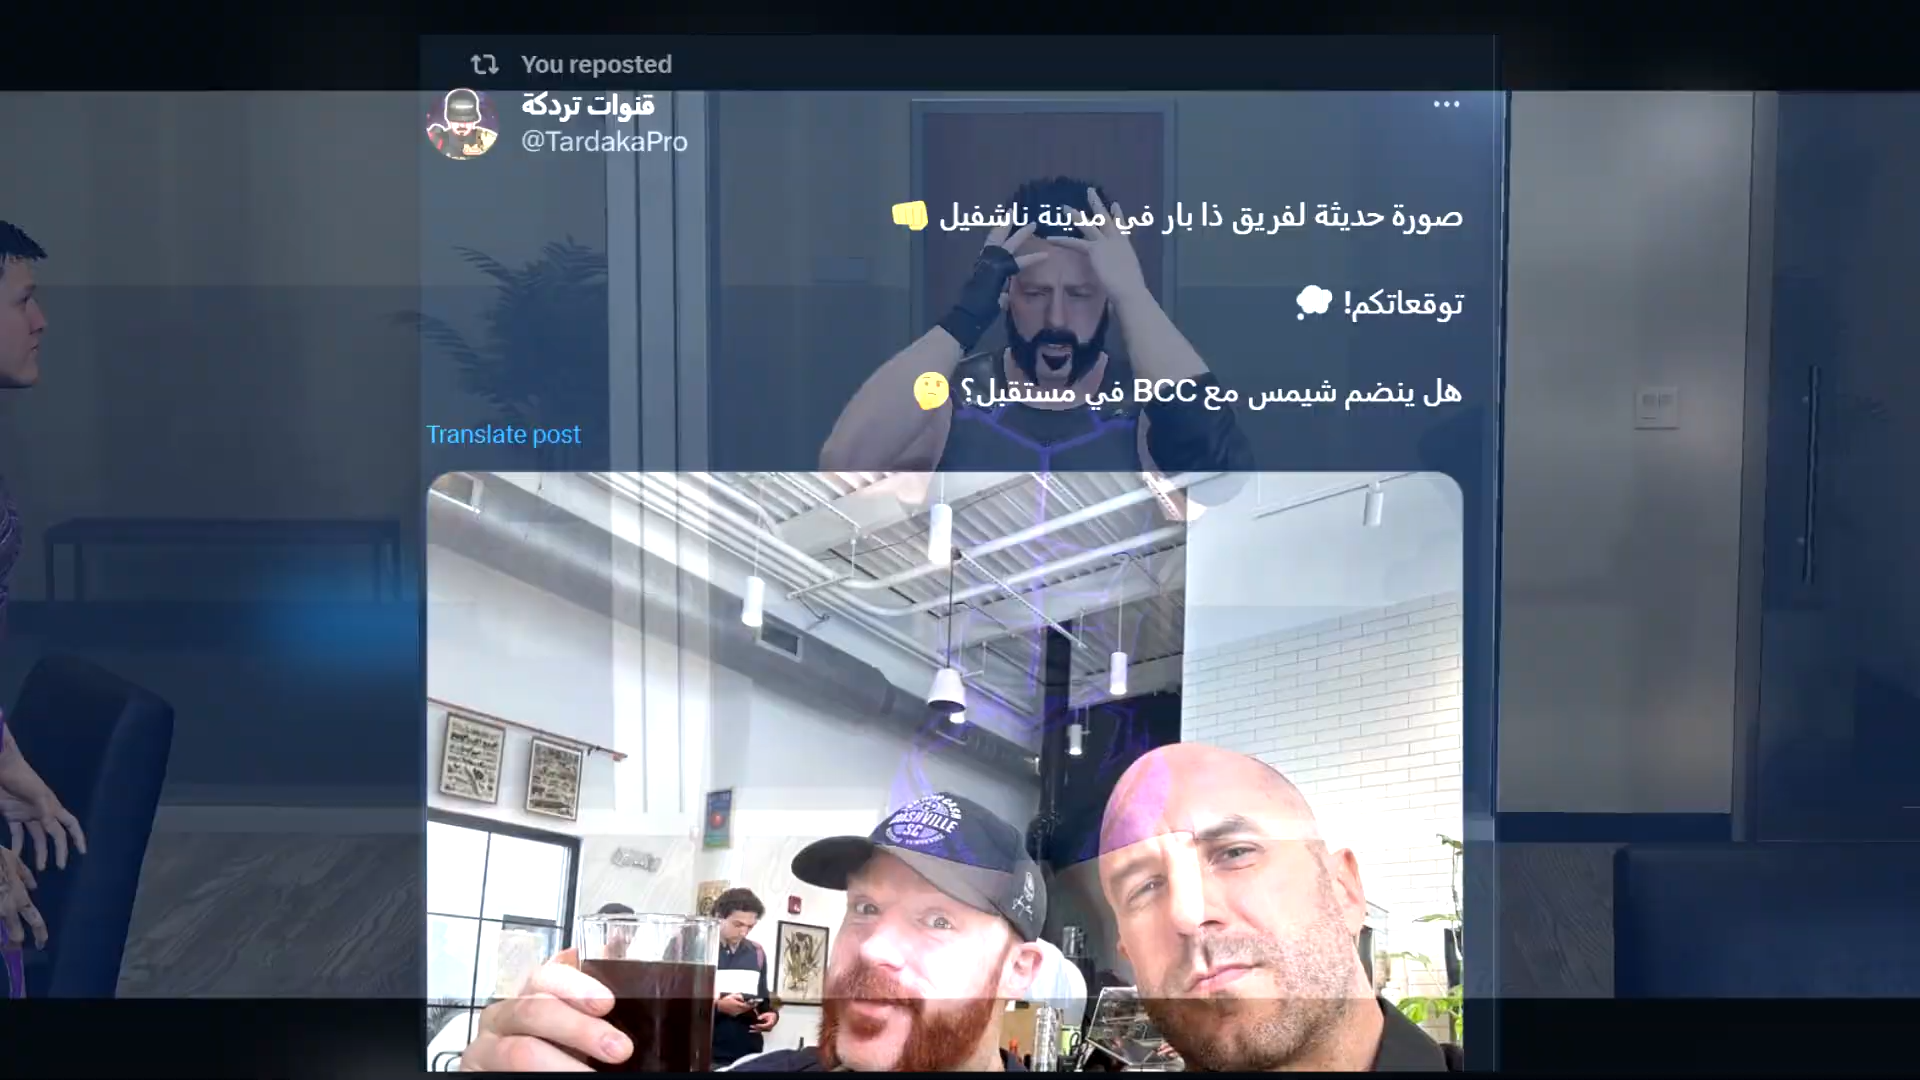 You reposted
قنوات تردكة
@TardakaPro
صورة حديثة لفريق ذا بار في مدينة ناشفيل 👊
توقعاتكم! 💭
هل ينضم شيمس مع BCC في مستقبل؟ 🤔
Translate post
NASHVILLE
SC